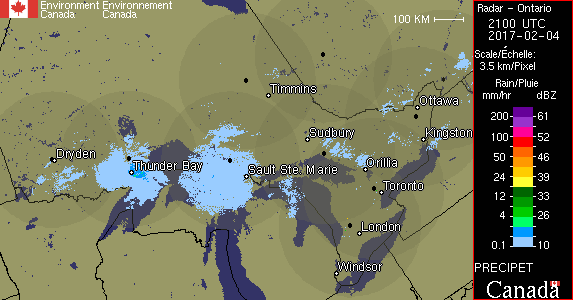 Environment Environnement
Canada Canada
100 KM
Timmins
Ottawa
Sudbury
Kingston
Dryden
Thunder Bay
Sault Ste. Marie
Orillia
Toronto
London
Windsor
Radar - Ontario
2100 UTC
2017-02-04
Scale/Échelle:
3.5 km/Pixel
Rain/Pluie
mm/hr dBZ
200 61
100 52
50 46
24 39
12 33
4 26
0.1 10
PRECIPET
Canada